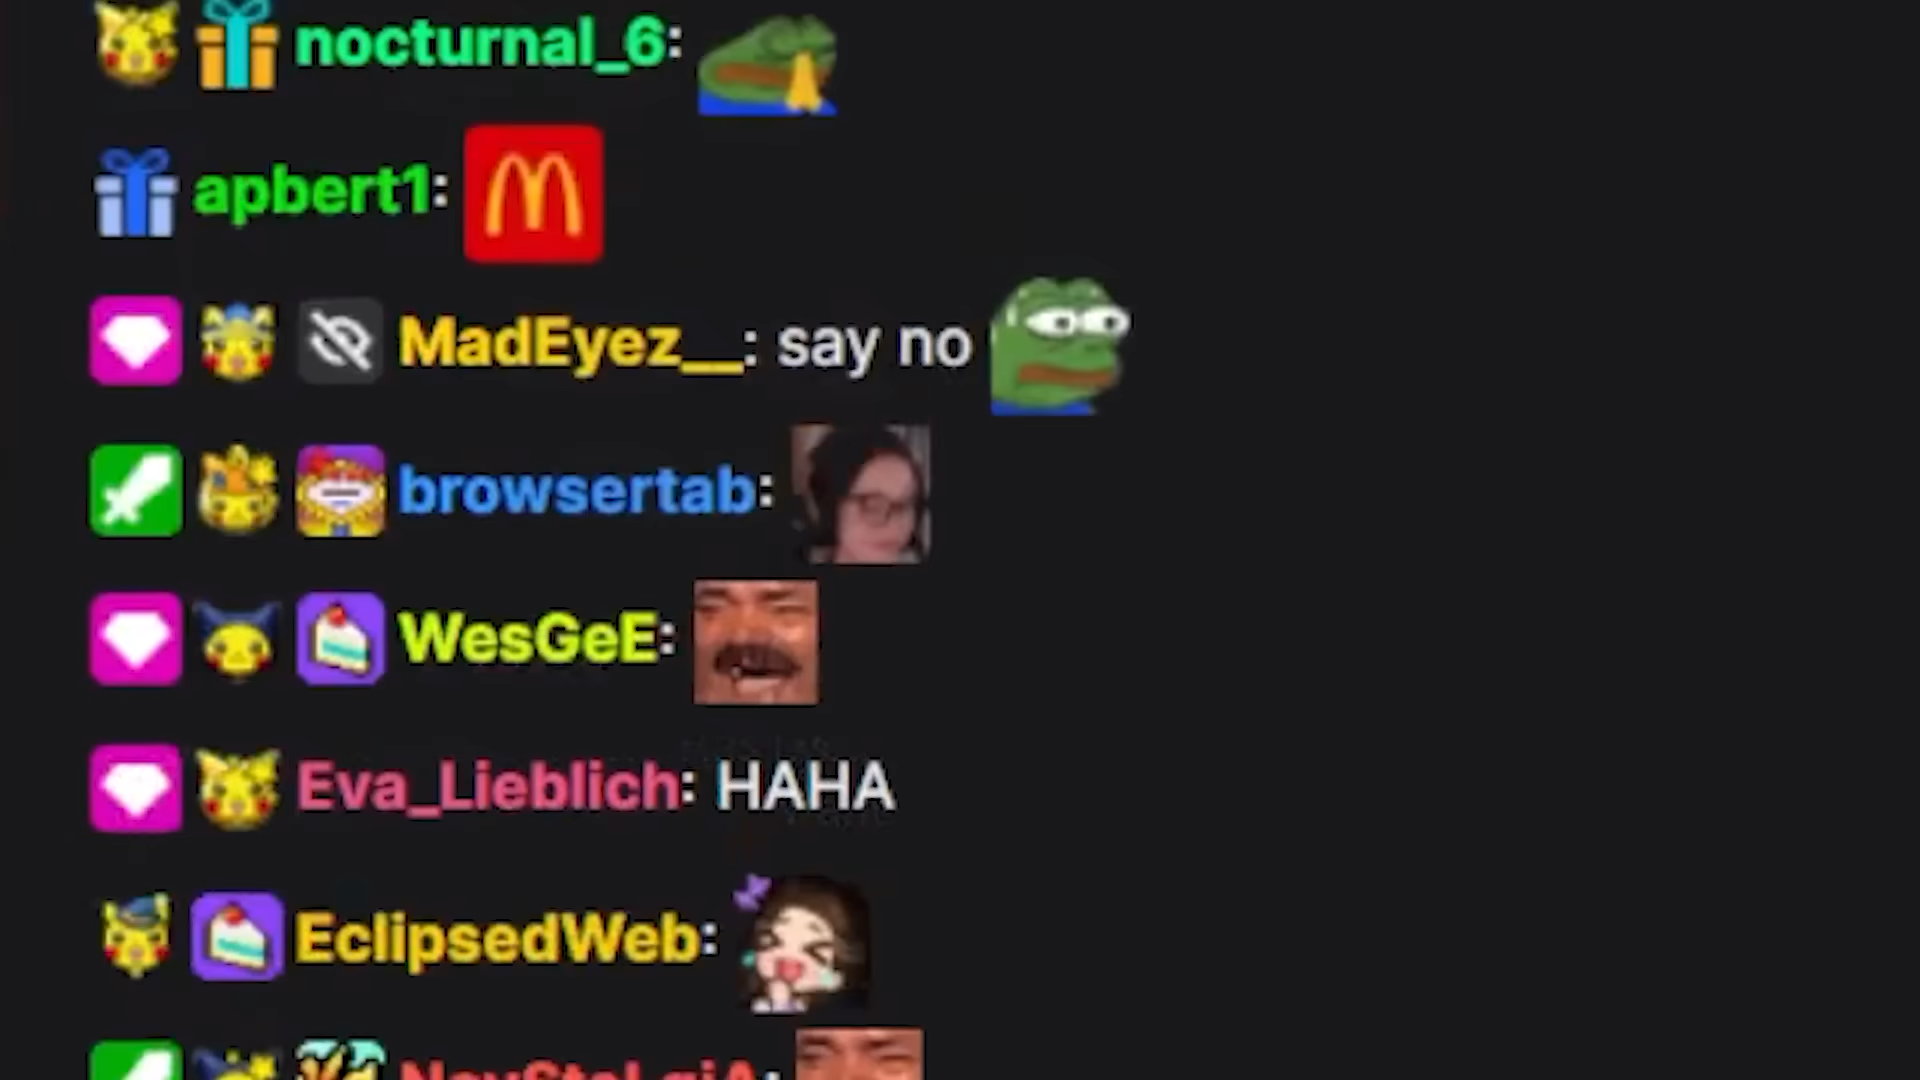 nocturnal_6:
apbert1:
MadEyez__: say no
browsertab:
WesGeE:
Eva_Lieblich: HAHA
EclipsedWeb: